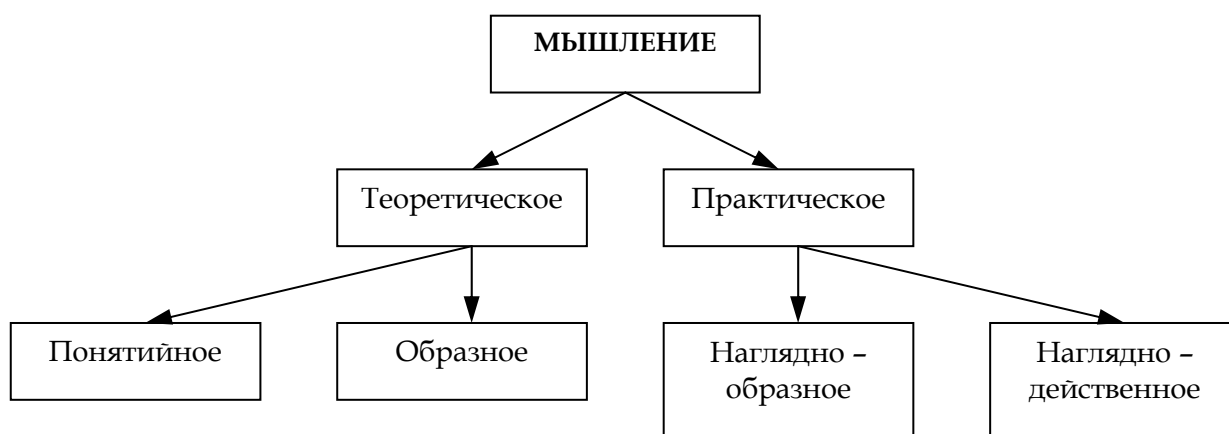 МЫШЛЕНИЕ
Теоретическое
Практическое
Понятийное
Образное
Наглядно –
образное
Наглядно –
действенное